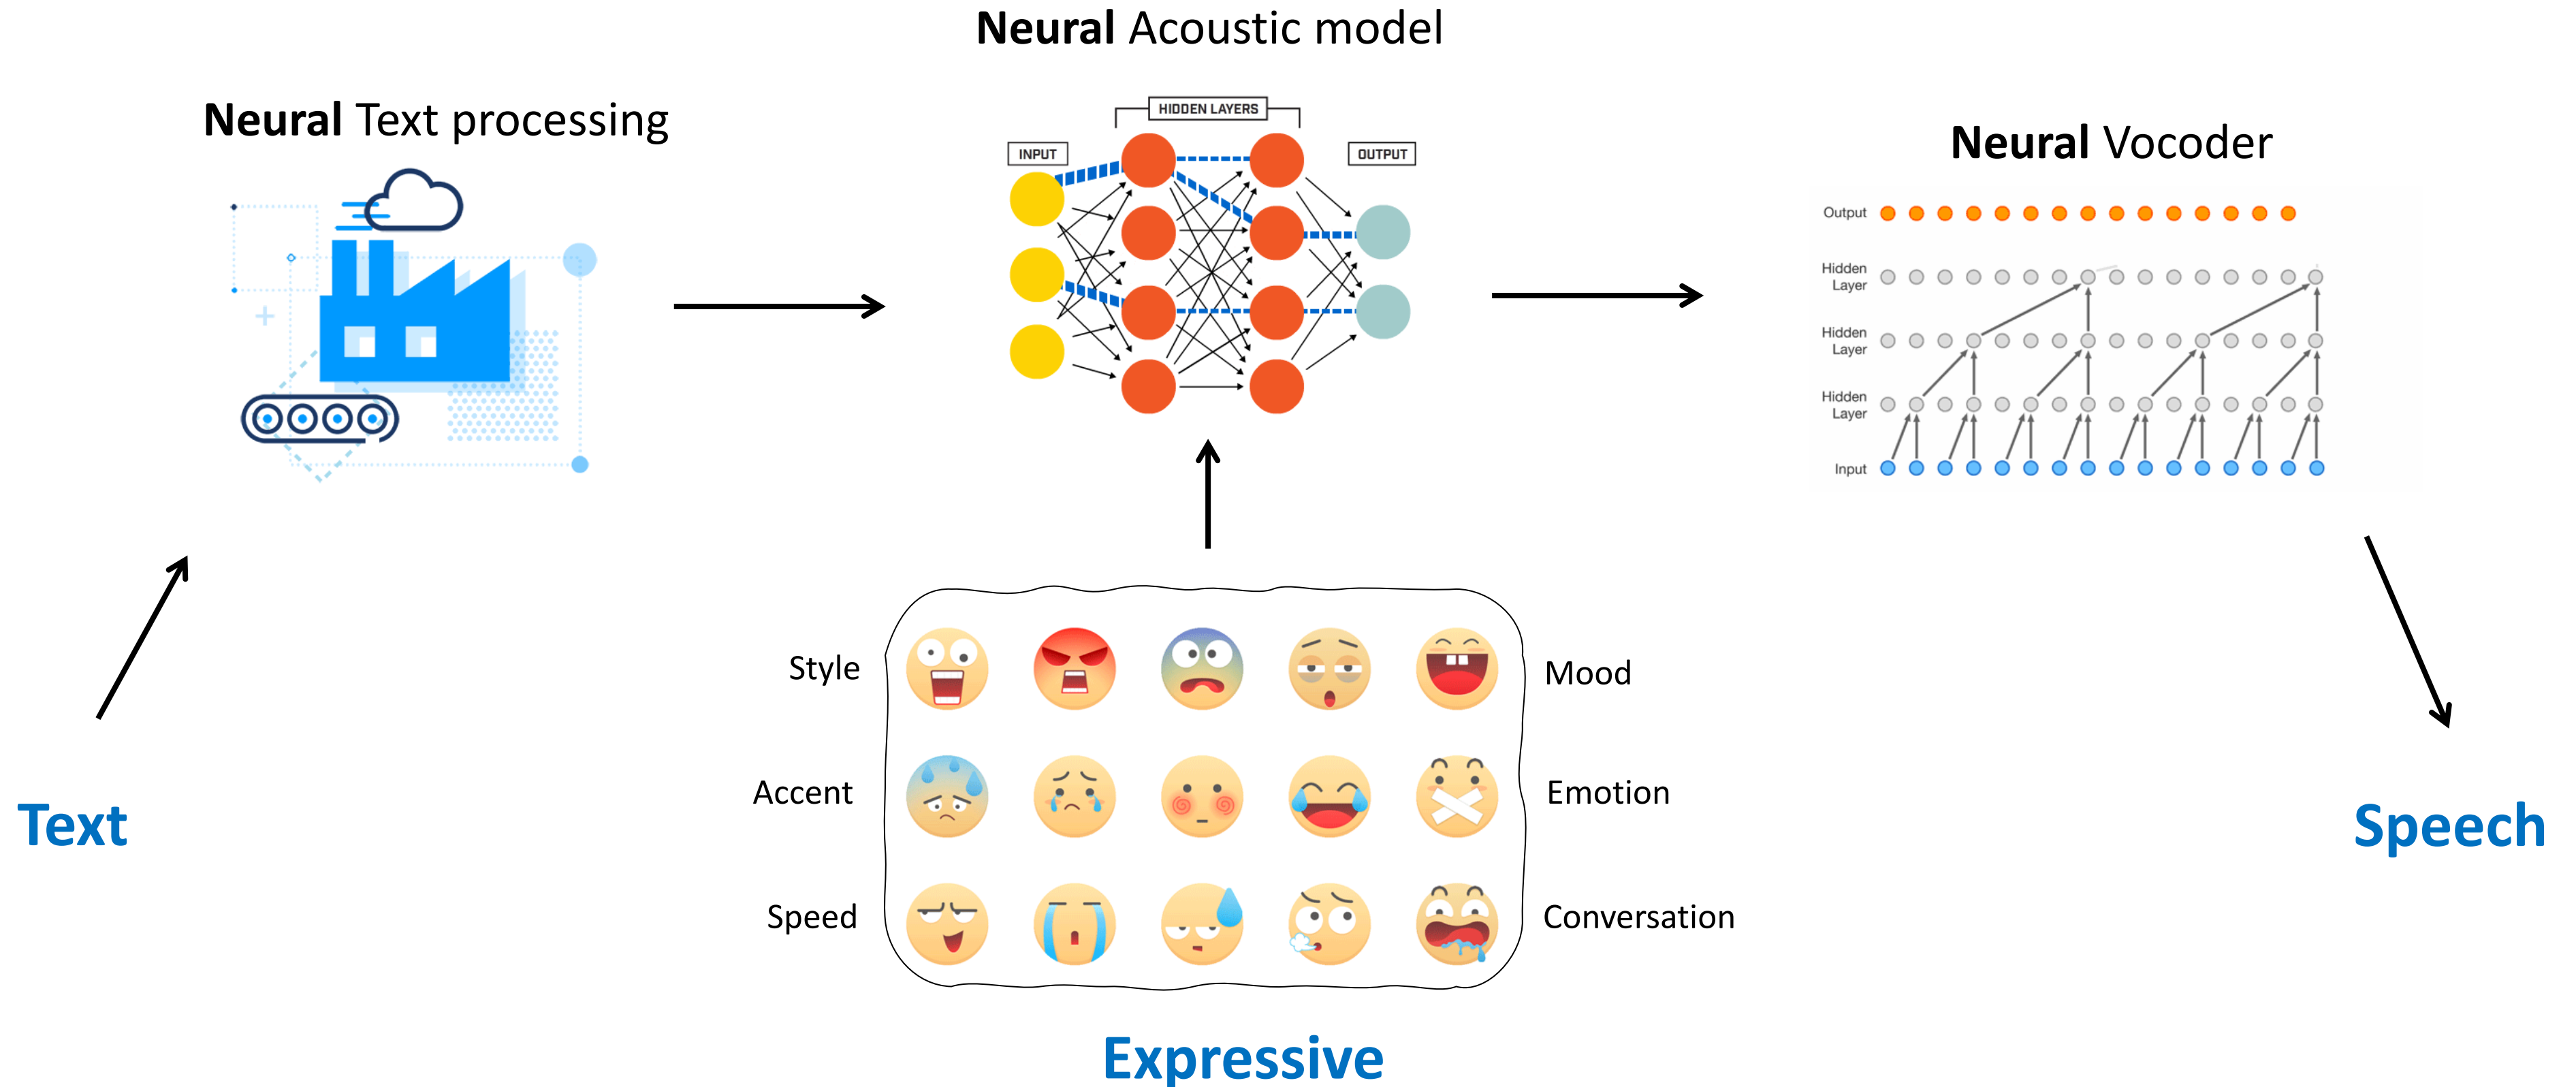 Neural Acoustic model
Neural Text processing
HIDDEN LAYERS
INPUT
OUTPUT
Neural Vocoder
Output
Hidden
Layer
Hidden
Layer
Hidden
Layer
Input
Style
Mood
Accent
Emotion
Speed
Conversation
Text
Speech
Expressive